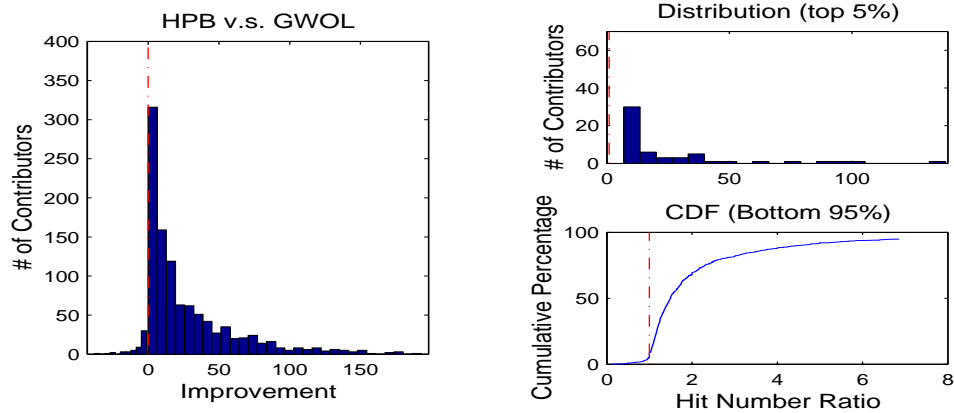 HPB v.s. GWOL
400
350
300
250
200
150
100
50
0
0 50 100 150
# of Contributors
Improvement
Distribution (top 5%)
60
40
20
0
0 50 100
# of Contributors
CDF (Bottom 95%)
100
50
0
0 2 4 6 8
Cumulative Percentage
Hit Number Ratio